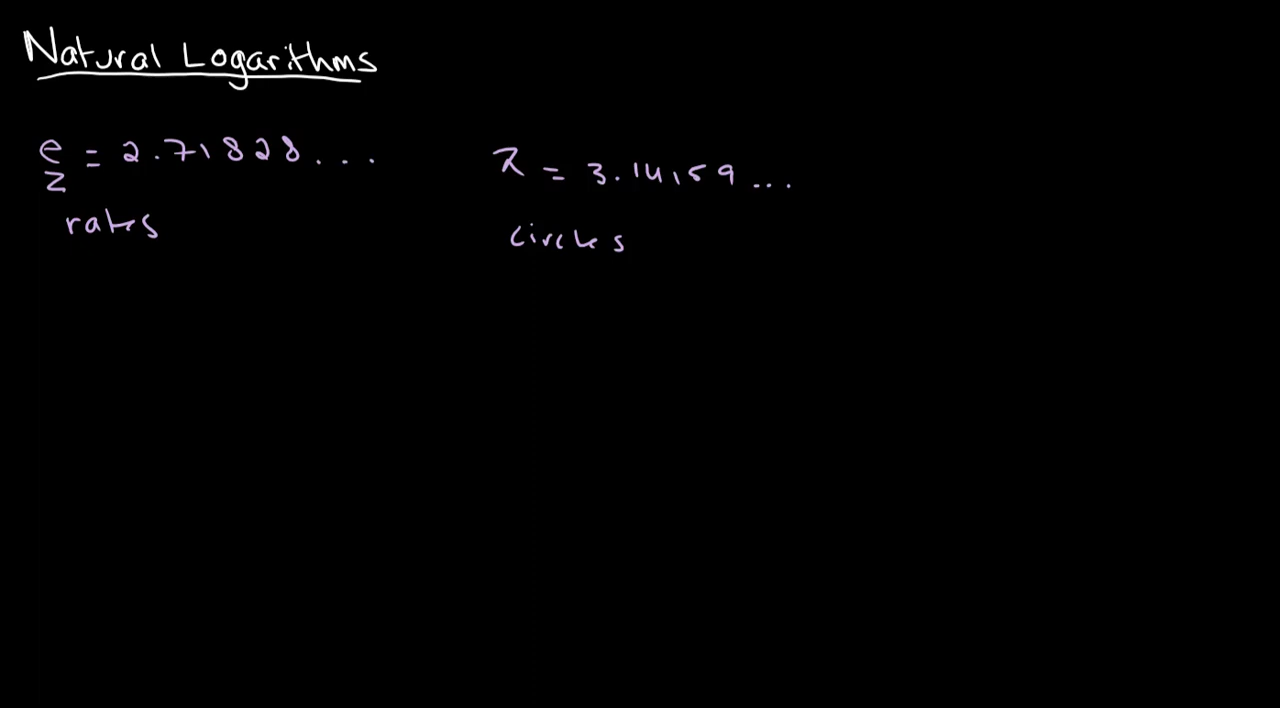 Natural Logarithms
e = 2.71828...
π = 3.14159...
rates
circles